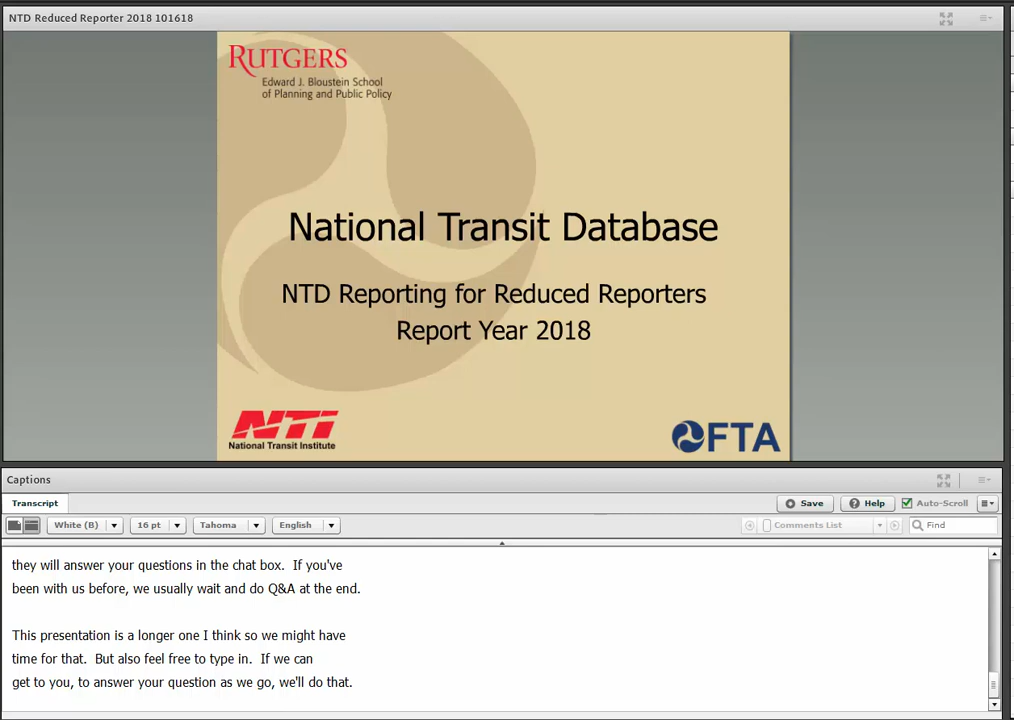 NTD Reduced Reporter 2018 101618
RUTGERS
Edward J. Bloustein School
of Planning and Public Policy
National Transit Database
NTD Reporting for Reduced Reporters
Report Year 2018
NTI
National Transit Institute
FTA
Captions
Transcript
Save
Help
Auto-Scroll
White (B)
16 pt
Tahoma
English
Comments List
Find
they will answer your questions in the chat box.  If you've
been with us before, we usually wait and do Q&A at the end.
This presentation is a longer one I think so we might have
time for that.  But also feel free to type in.  If we can
get to you, to answer your question as we go, we'll do that.